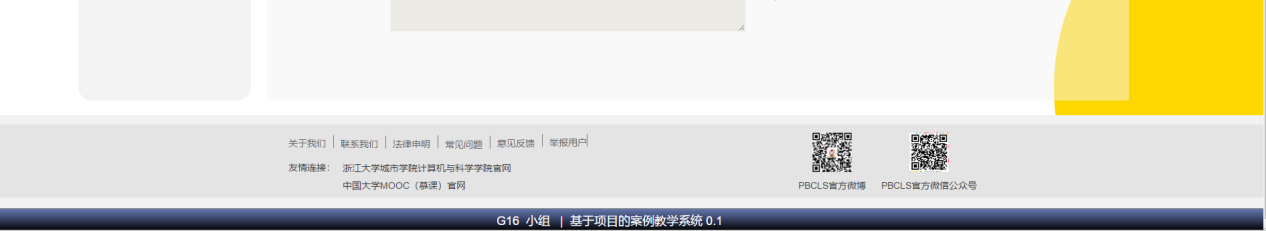 关于我们 | 联系我们 | 法律申明 | 常见问题 | 意见反馈 | 举报用户
友情连接: 浙江大学城市学院计算机与科学学院官网
中国大学MOOC（慕课）官网
PBCLS官方微博 PBCLS官方微信公众号
G16 小组 | 基于项目的案例教学系统 0.1